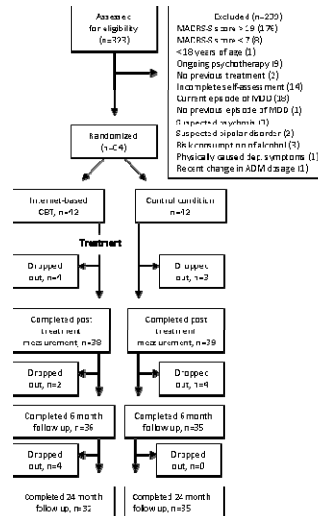 Assessed
for eligibility
(n=323)
Excluded (n=239)
MADRS-S score > 19 (176)
MADRS-S score < 7 (8)
<18 years of age (1)
Ongoing psychotherapy (9)
No previous treatment (2)
Incomplete self-assessment (14)
Current episode of MDD (18)
No previous episode of MDD (1)
Suspected psychosis
Suspected bipolar disorder (2)
Risk consumption of alcohol (3)
Physically caused dep. symptoms (1)
Recent change in ADM dosage (1)
Randomized
Internet-based
CBT, n=42
Control condition
n=42
Treatment
Dropped
out, n=4
Dropped
out, n=3
Completed post
treatment
measurement, n=38
Completed post
treatment
measurement, n=39
Dropped
out, n=2
Dropped
out, n=4
Completed 6 month
follow up, n=36
Completed 6 month
follow up, n=35
Dropped
out, n=4
Dropped
out, n=0
Completed 24 month
follow up, n=32
Completed 24 month
follow up, n=35